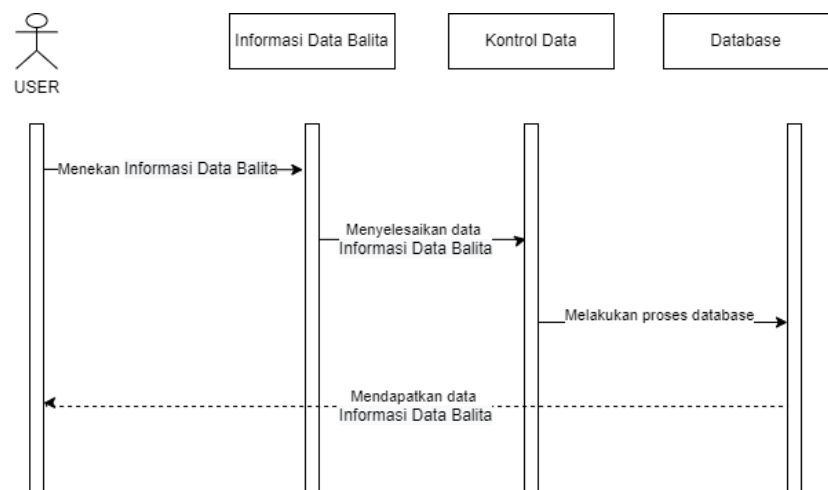 Informasi Data Balita
Kontrol Data
Database
USER
Menekan Informasi Data Balita
Menyelesaikan data
Informasi Data Balita
Melakukan proses database
Mendapatkan data
Informasi Data Balita